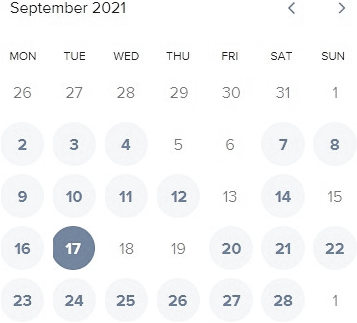 September 2021
MON TUE WED THU FRI SAT SUN
26 27 28 29 30 31 1
2 3 4 5 6 7 8
9 10 11 12 13 14 15
16 17 18 19 20 21 22
23 24 25 26 27 28 1